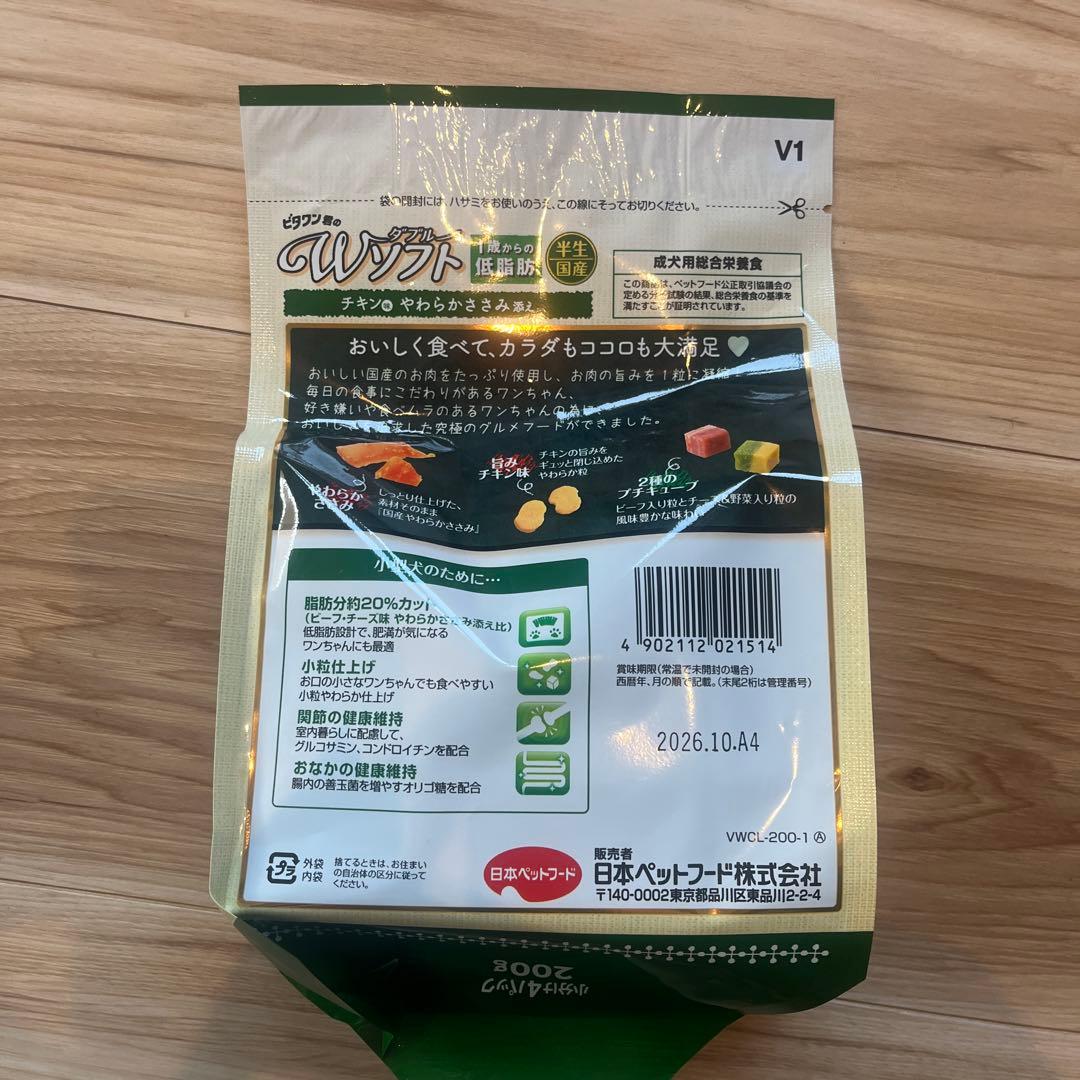 V1
袋の開封には、ハサミをお使いのうえ、この線にそってお切りください。
ビタワン君の
ダブル
Wソフト
1歳からの
低脂肪
半生
国産
チキン味 やわらかささみ添え
成犬用総合栄養食
この商品は、ペットフード公正取引協議会の
定める分析試験の結果、総合栄養食の基準を
満たすことが証明されています。
おいしく食べて、カラダもココロも大満足
おいしい国産のお肉をたっぷり使用し、お肉の旨みを1粒に凝縮
毎日の食事にこだわりがあるワンちゃん、
好き嫌いや食べムラのあるワンちゃんの為に、
おいし 求した究極のグルメフードができました。
やわらか
ささみ
しっとり仕上げた、
素材そのまま
「国産やわらかささみ」
旨み
チキン味
チキンの旨みを
ギュッと閉じ込めた
やわらか粒
2種の
プチキューブ
ビーフ入り粒とチーズ&野菜入り粒の
風味豊かな味わい
小型犬のために…
脂肪分約20%カット
(ビーフ・チーズ味 やわらかささみ添え比)
低脂肪設計で、肥満が気になる
ワンちゃんにも最適
小粒仕上げ
お口の小さなワンちゃんでも食べやすい
小粒やわらか仕上げ
関節の健康維持
室内暮らしに配慮して、
グルコサミン、コンドロイチンを配合
おなかの健康維持
腸内の善玉菌を増やすオリゴ糖を配合
4 902112 021514
賞味期限(常温で未開封の場合)
西暦年、月の順で記載。(末尾2桁は管理番号)
2026.10.A4
VWCL-200-1 Ⓐ
プラ
外袋
内袋
捨てるときは、お住まい
の自治体の区分に従って
ください。
日本ペットフード
販売者
日本ペットフード株式会社
〒140-0002東京都品川区東品川2-2-4
小分け4パック
200g